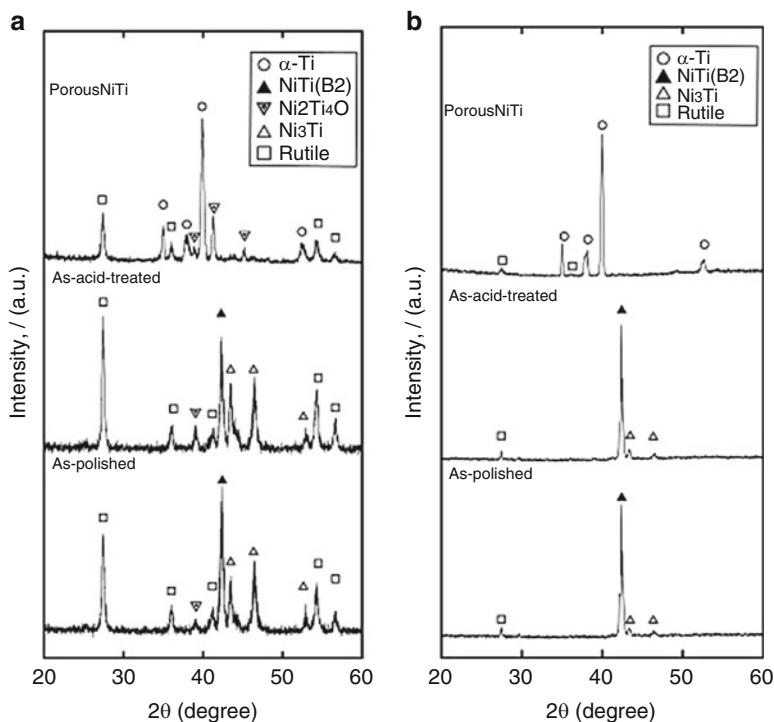 a
PorousNiTi
α-Ti
NiTi(B2)
Ni2Ti4O
Ni3Ti
Rutile
As-acid-treated
As-polished
Intensity, / (a.u.)
20 30 40 50 60
2θ (degree)
b
PorousNiTi
α-Ti
NiTi(B2)
Ni3Ti
Rutile
As-acid-treated
As-polished
Intensity, / (a.u.)
20 30 40 50 60
2θ (degree)